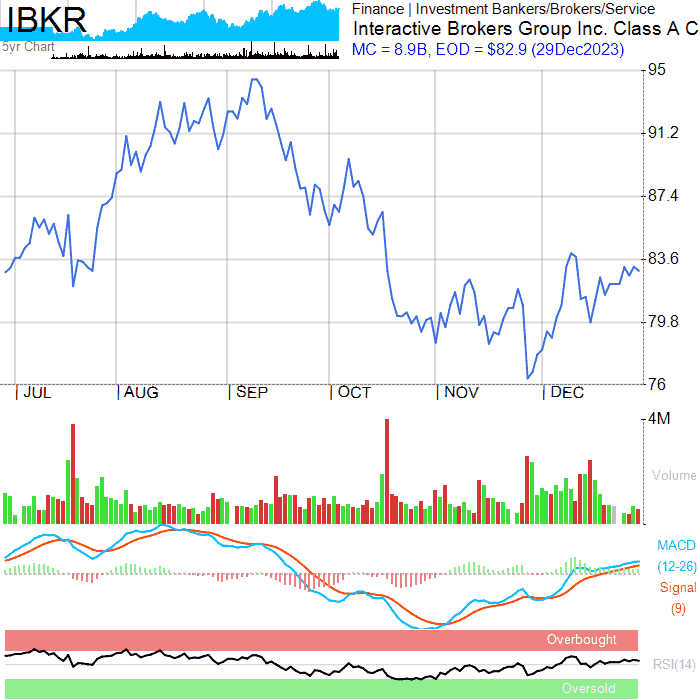 IBKR
5yr Chart
Finance | Investment Bankers/Brokers/Service
Interactive Brokers Group Inc. Class A C
MC = 8.9B, EOD = $82.9 (29Dec2023)
95
91.2
87.4
83.6
79.8
76
JUL AUG SEP OCT NOV DEC
4M
Volume
MACD
(12-26)
Signal
(9)
Overbought
RSI(14)
Oversold